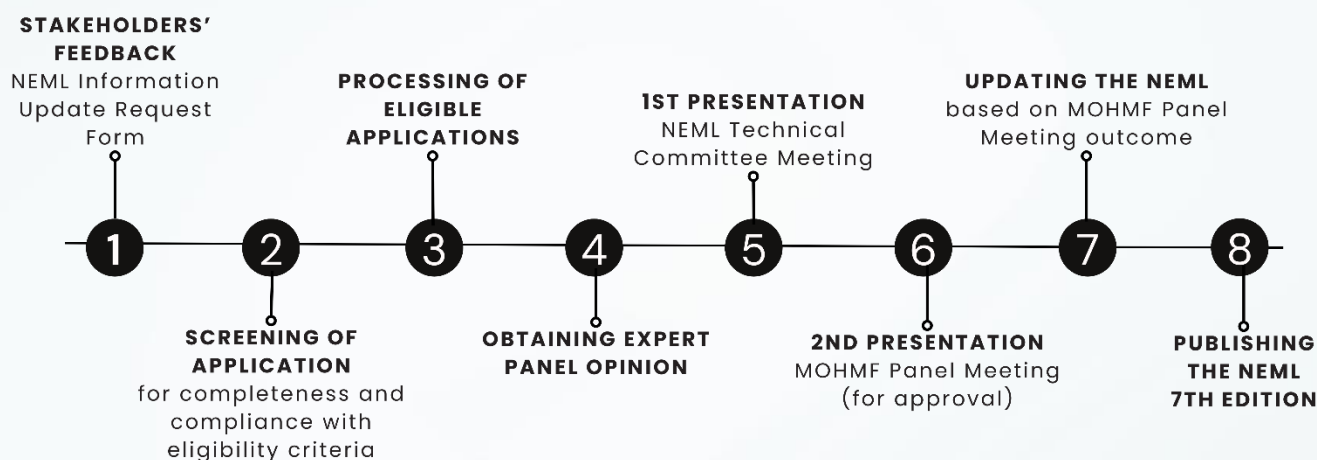 STAKEHOLDERS’
FEEDBACK
NEML Information
Update Request
Form
1
2
SCREENING OF
APPLICATION
for completeness and
compliance with
eligibility criteria
PROCESSING OF
ELIGIBLE
APPLICATIONS
3
4
OBTAINING EXPERT
PANEL OPINION
1ST PRESENTATION
NEML Technical
Committee Meeting
5
6
2ND PRESENTATION
MOHMF Panel Meeting
(for approval)
UPDATING THE NEML
based on MOHMF Panel
Meeting outcome
7
8
PUBLISHING
THE NEML
7TH EDITION